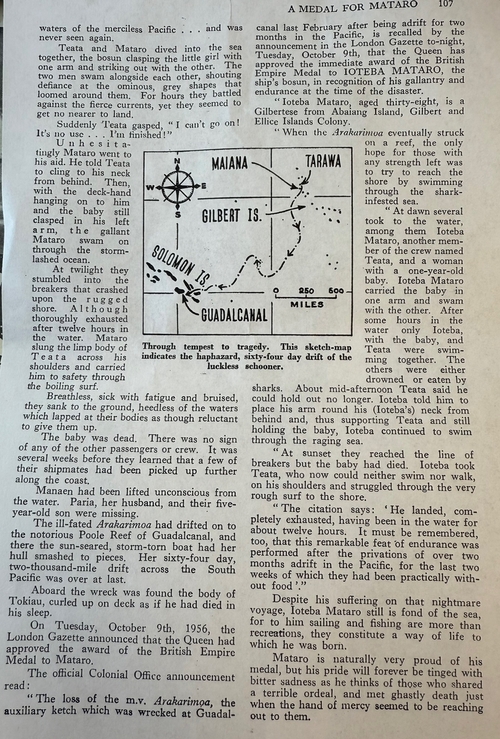 A MEDAL FOR MATARO 107
waters of the merciless Pacific . . . and was
never seen again.
Teata and Mataro dived into the sea
together, the bosun clasping the little girl with
one arm and striking out with the other. The
two men swam alongside each other, shouting
defiance at the ominous, grey shapes that
loomed around them. For hours they battled
against the fierce currents, yet they seemed to
get no nearer to land.
Suddenly Teata gasped, "I can't go on!
It's no use . . . I'm finished!"
Unhesita-
tingly Mataro went to
his aid. He told Teata
to cling to his neck
from behind. Then,
with the deck-hand
hanging on to him
and the baby still
clasped in his left
arm, the gallant
Mataro swam on
through the storm-
lashed ocean.
At twilight they
stumbled into the
breakers that crashed
upon the rugged
shore. Although
thoroughly exhausted
after twelve hours in
the water. Mataro
slung the limp body of
Teata across his
shoulders and carried
him to safety through
the boiling surf.
Breathless, sick with fatigue and bruised,
they sank to the ground, heedless of the waters
which lapped at their bodies as though reluctant
to give them up.
The baby was dead. There was no sign
of any of the other passengers or crew. It was
several weeks before they learned that a few of
their shipmates had been picked up further
along the coast.
Manaen had been lifted unconscious from
the water. Paria, her husband, and their five-
year-old son were missing.
The ill-fated Arakarimoa had drifted on to
the notorious Poole Reef of Guadalcanal, and
there the sun-seared, storm-torn boat had her
hull smashed to pieces. Her sixty-four day,
two-thousand-mile drift across the South
Pacific was over at last.
Aboard the wreck was found the body of
Tokiau, curled up on deck as if he had died in
his sleep.
On Tuesday, October 9th, 1956, the
London Gazette announced that the Queen had
approved the award of the British Empire
Medal to Mataro.
The official Colonial Office announcement
read :
"The loss of the m.v. Arakarimoa, the
auxiliary ketch which was wrecked at Guadal-
MAIANA
TARAWA
GILBERT IS.
N
W
E
S
SOLOMON IS.
GUADALCANAL
0 250 500
MILES
Through tempest to tragedy. This sketch-map
indicates the haphazard, sixty-four day drift of the
luckless schooner.
canal last February after being adrift for two
months in the Pacific, is recalled by the
announcement in the London Gazette to-night,
Tuesday, October 9th, that the Queen has
approved the immediate award of the British
Empire Medal to IOTEBA MATARO, the
ship's bosun, in recognition of his gallantry and
endurance at the time of the disaster.
"Ioteba Mataro, aged thirty-eight, is a
Gilbertese from Abaiang Island, Gilbert and
Ellice Islands Colony.
"When the Arakarimoa eventually struck
on a reef, the only
hope for those with
any strength left was
to try to reach the
shore by swimming
through the shark-
infested sea.
"At dawn several
took to the water,
among them Ioteba
Mataro, another mem-
ber of the crew named
Teata, and a woman
with a one-year-old
baby. Ioteba Mataro
carried the baby in
one arm and swam
with the other. After
some hours in the
water only Ioteba,
with the baby, and
Teata were swim-
ming together. The
others were either
drowned or eaten by
sharks. About mid-afternoon Teata said he
could hold out no longer. Ioteba told him to
place his arm round his (Ioteba's) neck from
behind and, thus supporting Teata and still
holding the baby, Ioteba continued to swim
through the raging sea.
"At sunset they reached the line of
breakers but the baby had died. Ioteba took
Teata, who now could neither swim nor walk,
on his shoulders and struggled through the very
rough surf to the shore.
"The citation says: 'He landed, com-
pletely exhausted, having been in the water for
about twelve hours. It must be remembered,
too, that this remarkable feat of endurance was
performed after the privations of over two
months adrift in the Pacific, for the last two
weeks of which they had been practically with-
out food'."
Despite his suffering on that nightmare
voyage, Ioteba Mataro still is fond of the sea,
for to him sailing and fishing are more than
recreations, they constitute a way of life to
which he was born.
Mataro is naturally very proud of his
medal, but his pride will forever be tinged with
bitter sadness as he thinks of those who shared
a terrible ordeal, and met ghastly death just
when the hand of mercy seemed to be reaching
out to them.